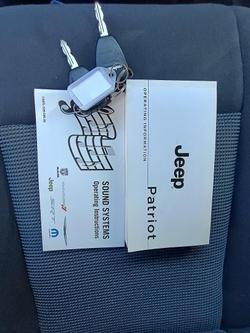 OPERATING INFORMATION
Jeep
Patriot
SOUND SYSTEMS
Operating Instructions
Jeep